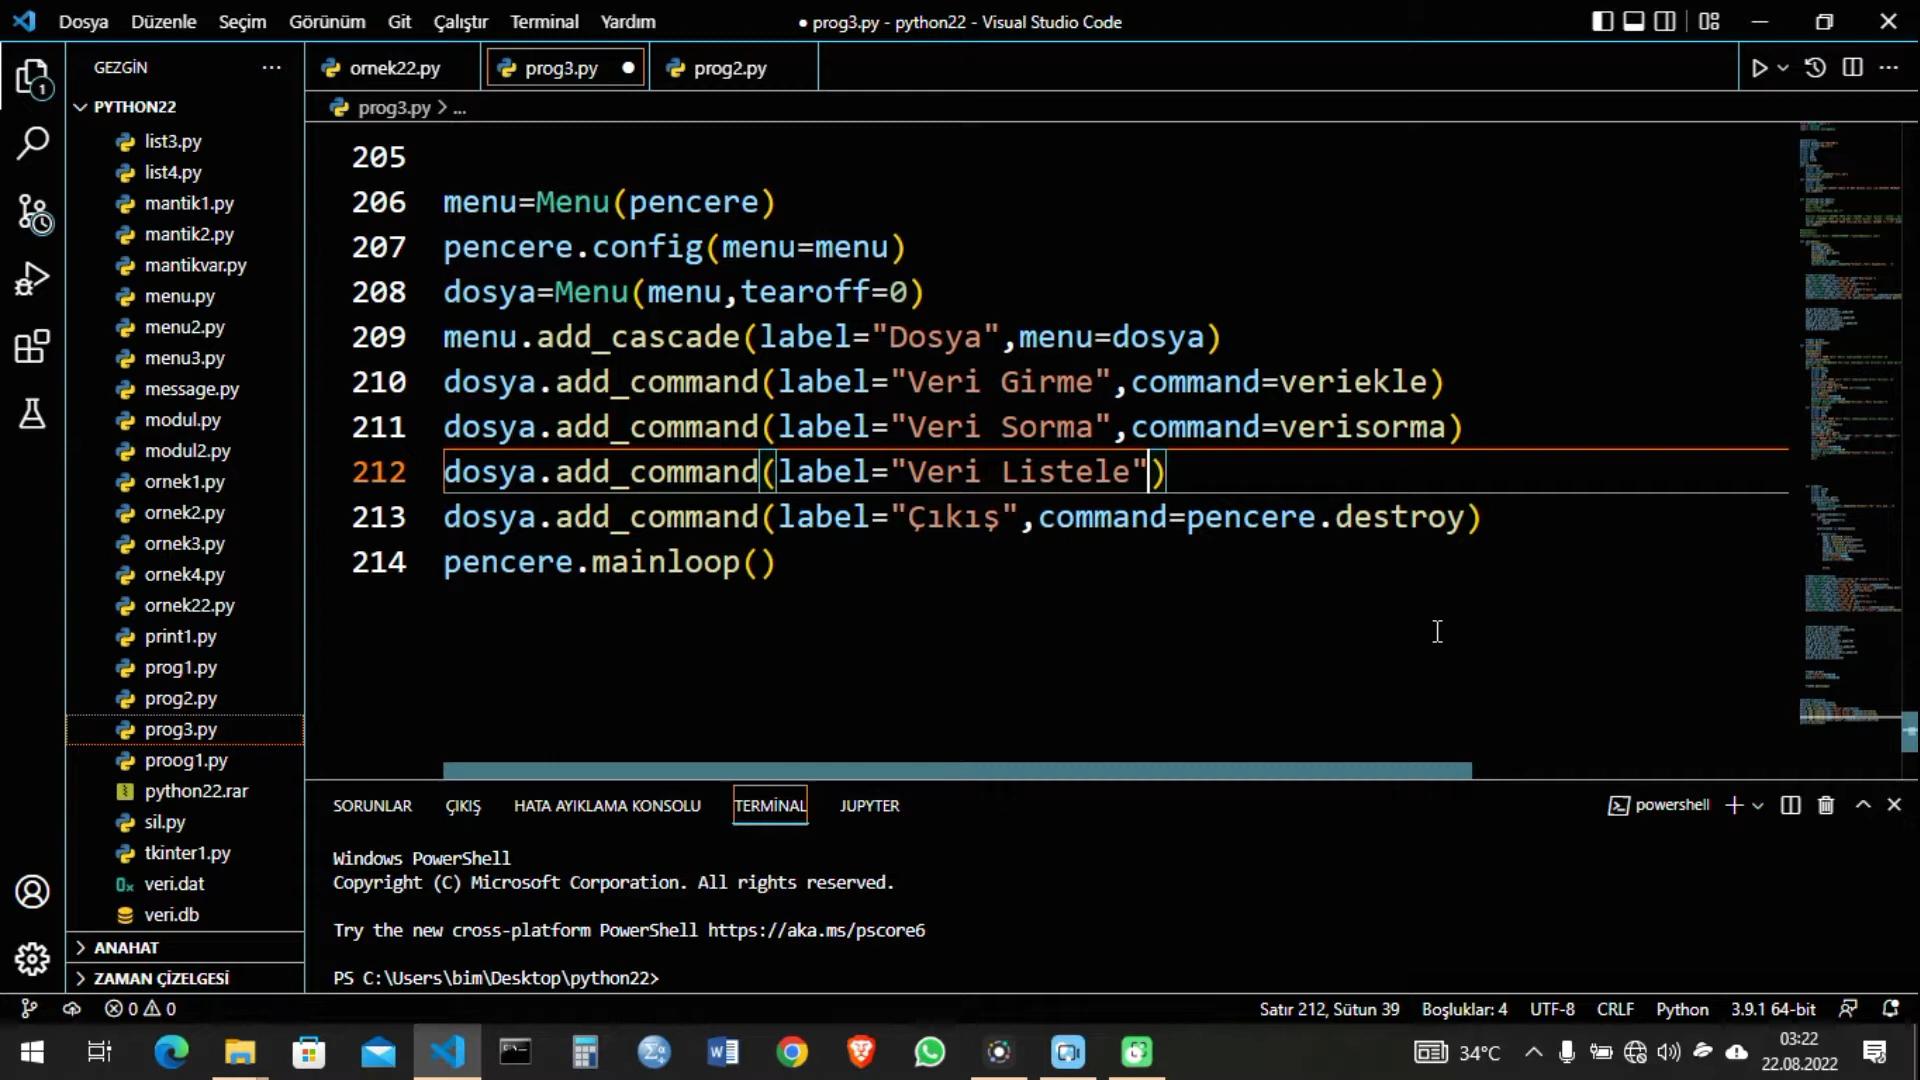 Dosya Düzenle Seçim Görünüm Git Çalıştır Terminal Yardım
● prog3.py - python22 - Visual Studio Code
GEZGİN
ornek22.py
prog3.py
prog2.py
1
PYTHON22
prog3.py > ...
list3.py
list4.py
mantik1.py
mantik2.py
mantikvar.py
menu.py
menu2.py
menu3.py
message.py
modul.py
modul2.py
ornek1.py
ornek2.py
ornek3.py
ornek4.py
ornek22.py
print1.py
prog1.py
prog2.py
prog3.py
proog1.py
python22.rar
sil.py
tkinter1.py
veri.dat
veri.db
ANAHAT
ZAMAN ÇİZELGESİ
205
206 menu=Menu(pencere)
207 pencere.config(menu=menu)
208 dosya=Menu(menu,tearoff=0)
209 menu.add_cascade(label="Dosya",menu=dosya)
210 dosya.add_command(label="Veri Girme",command=veriekle)
211 dosya.add_command(label="Veri Sorma",command=verisorma)
212 dosya.add_command(label="Veri Listele")
213 dosya.add_command(label="Çıkış",command=pencere.destroy)
214 pencere.mainloop()
SORUNLAR ÇIKIŞ HATA AYIKLAMA KONSOLU TERMİNAL JUPYTER
powershell
Windows PowerShell
Copyright (C) Microsoft Corporation. All rights reserved.
Try the new cross-platform PowerShell https://aka.ms/pscore6
PS C:\Users\bim\Desktop\python22>
0 0
Satır 212, Sütun 39 Boşluklar: 4 UTF-8 CRLF Python 3.9.1 64-bit
34°C
03:22
22.08.2022